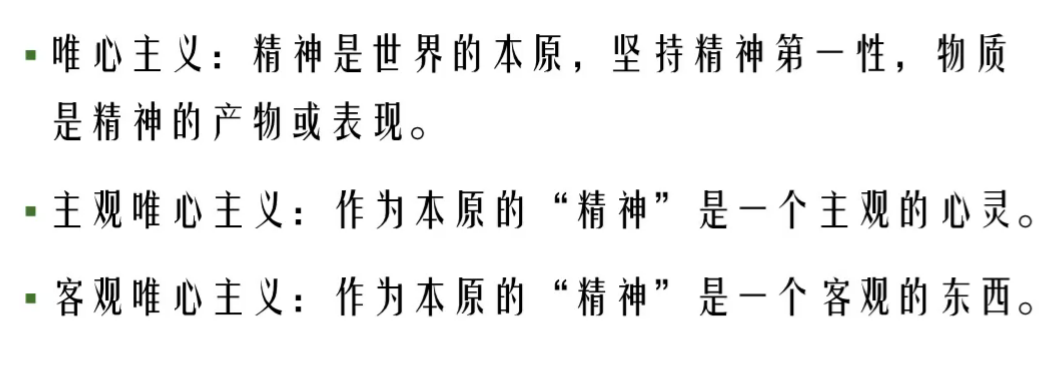 ▪唯心主义：精神是世界的本原，坚持精神第一性，物质
是精神的产物或表现。
▪主观唯心主义：作为本原的“精神”是一个主观的心灵。
▪客观唯心主义：作为本原的“精神”是一个客观的东西。